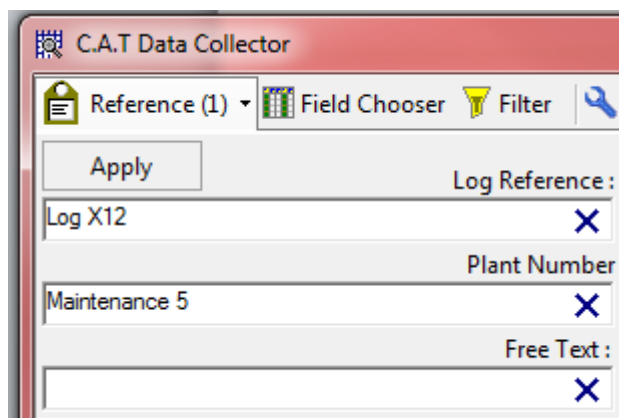 C.A.T Data Collector
Reference (1) Field Chooser Filter
Apply
Log Reference :
Log X12
Plant Number
Maintenance 5
Free Text :